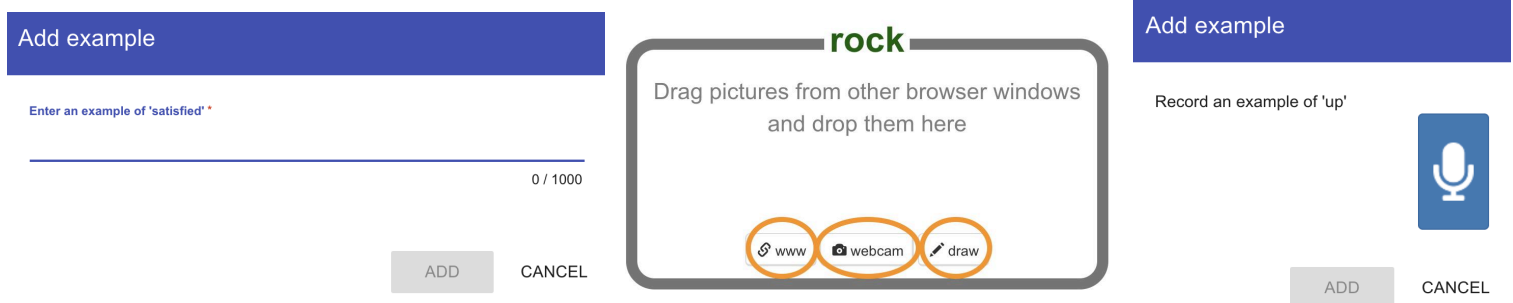 Add example
Enter an example of 'satisfied' *
0 / 1000
ADD CANCEL
rock
Drag pictures from other browser windows
and drop them here
www webcam draw
Add example
Record an example of 'up'
ADD CANCEL